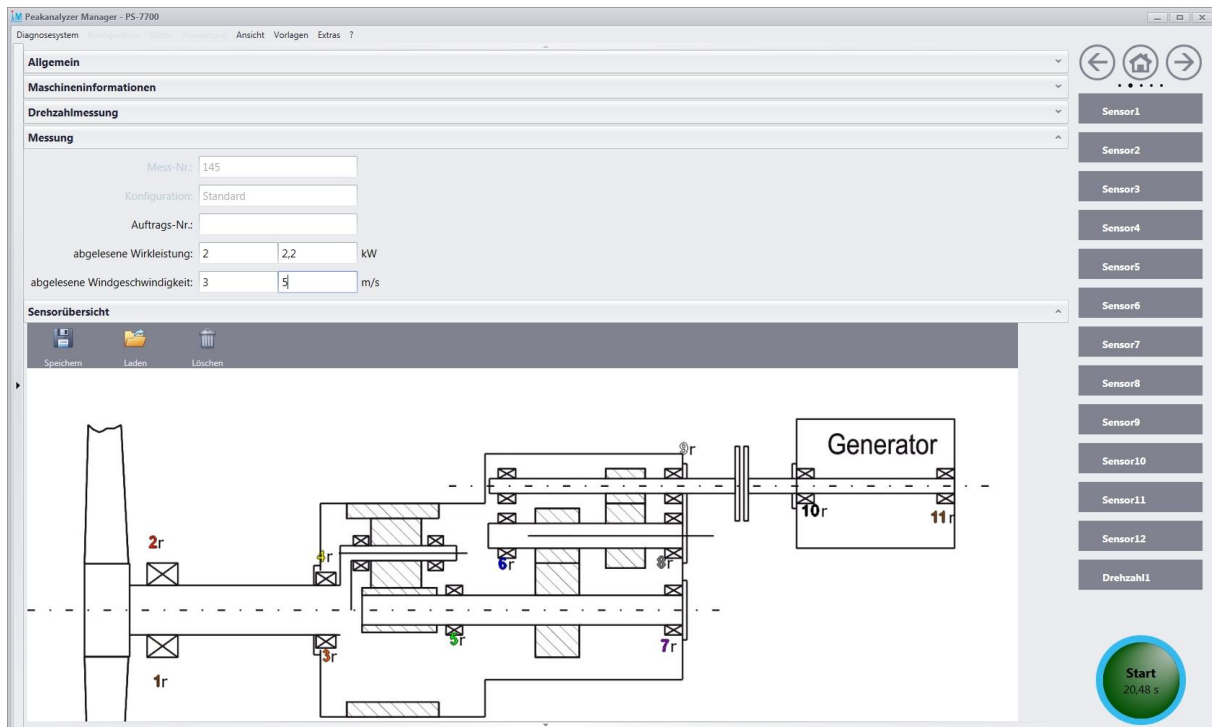 Peakanalyzer Manager - PS-7700
Diagnosesystem Konfiguration Daten Auswertung Ansicht Vorlagen Extras ?
Allgemein
Maschineninformationen
Drehzahlmessung
Messung
Mess-Nr.: 145
Konfiguration: Standard
Auftrags-Nr.:
abgelesene Wirkleistung: 2 2,2 kW
abgelesene Windgeschwindigkeit: 3 5 m/s
Sensorübersicht
Speichern Laden Löschen
Generator
9r
10r
11r
2r
4r
6r
8r
5r
3r
7r
1r
Sensor1
Sensor2
Sensor3
Sensor4
Sensor5
Sensor6
Sensor7
Sensor8
Sensor9
Sensor10
Sensor11
Sensor12
Drehzahl1
Start
20,48 s